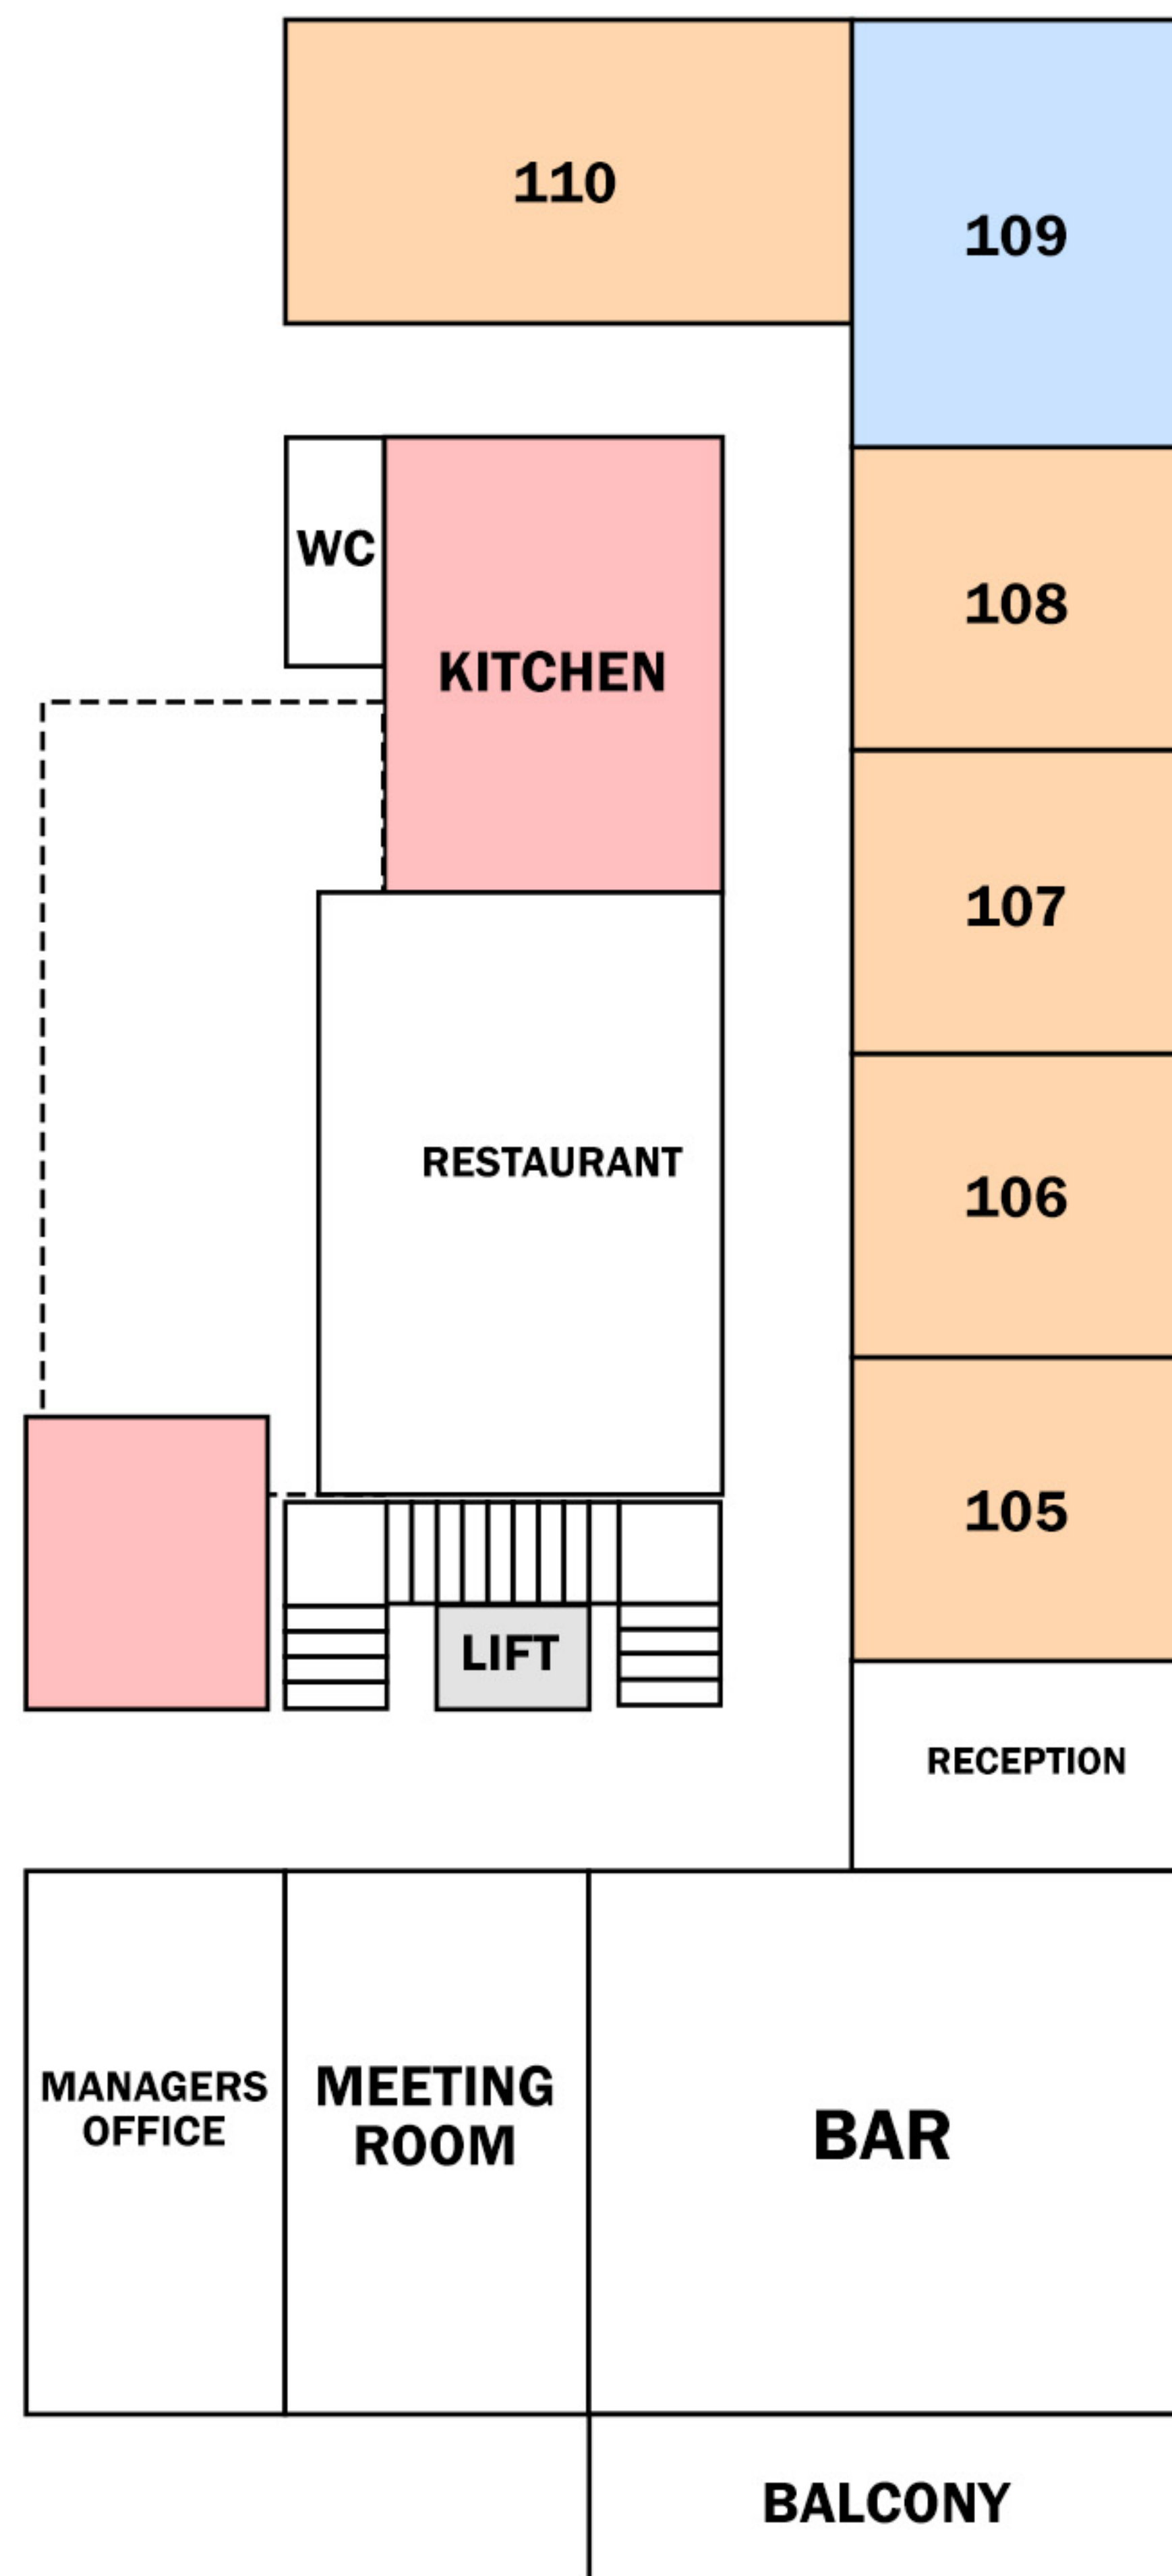 110
109
WC
108
KITCHEN
107
RESTAURANT
106
105
LIFT
RECEPTION
MANAGERS
OFFICE
MEETING
ROOM
BAR
BALCONY